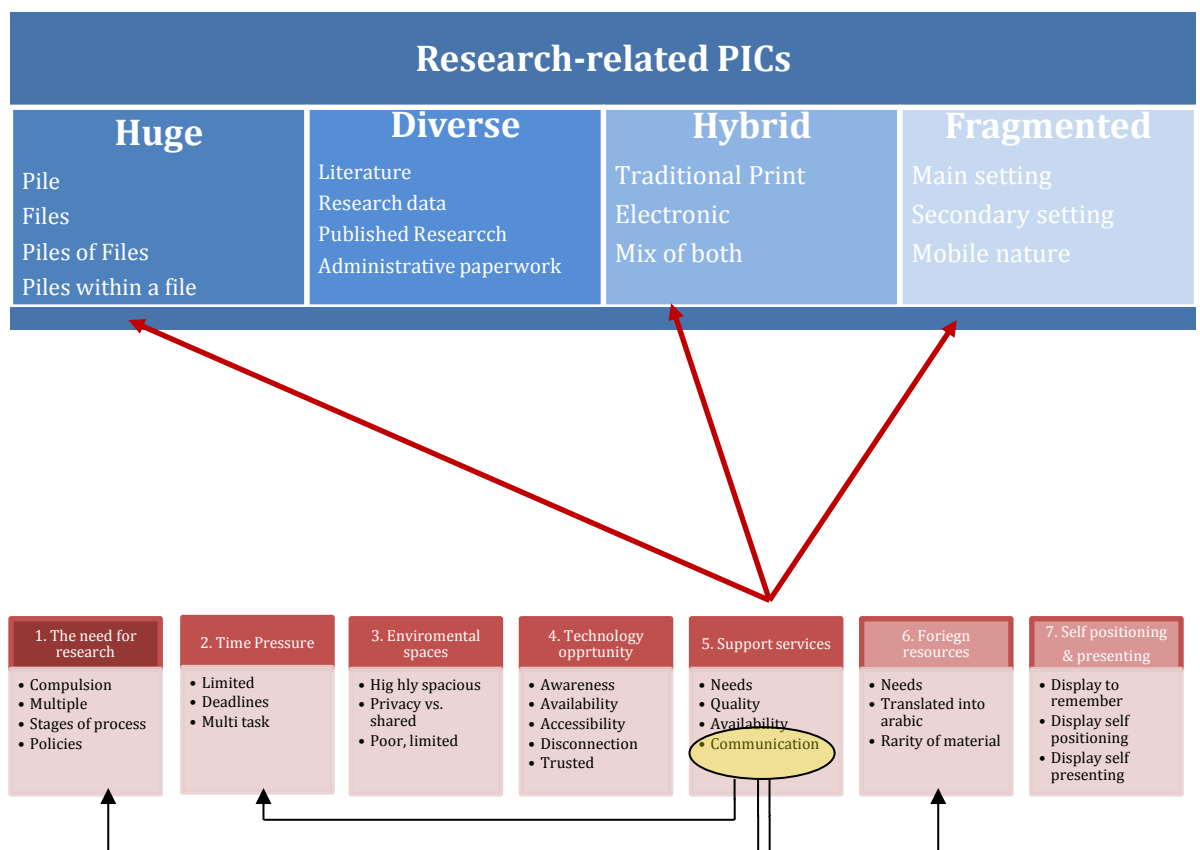 Research-related PICs
Huge
Pile
Files
Piles of Files
Piles within a file
Diverse
Literature
Research data
Published Researcch
Administrative paperwork
Hybrid
Traditional Print
Electronic
Mix of both
Fragmented
Main setting
Secondary setting
Mobile nature
1. The need for
research
• Compulsion
• Multiple
• Stages of process
• Policies
2. Time Pressure
• Limited
• Deadlines
• Multi task
3. Enviromental
spaces
• Hig hly spacious
• Privacy vs.
shared
• Poor, limited
4. Technology
opprtunity
• Awareness
• Availability
• Accessibility
• Disconnection
• Trusted
5. Support services
• Needs
• Quality
• Availability
• Communication
6. Foriegn
resources
• Needs
• Translated into
arabic
• Rarity of material
7. Self positioning
& presenting
• Display to
remember
• Display self
positioning
• Display self
presenting